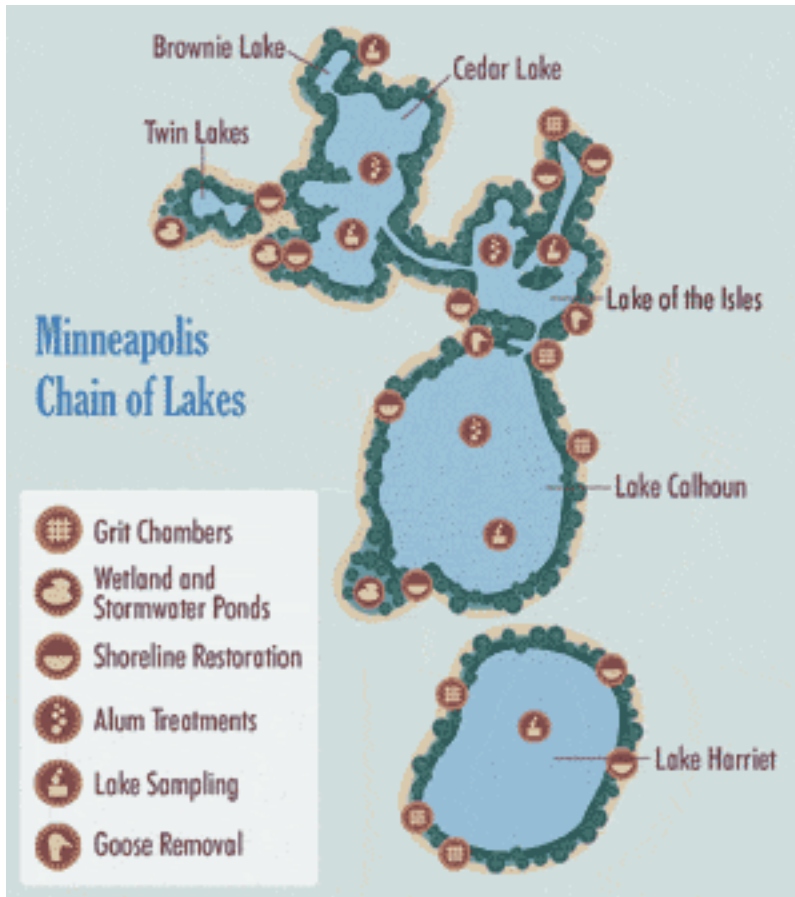 Brownie Lake
Cedar Lake
Twin Lakes
Lake of the Isles
Minneapolis
Chain of Lakes
Lake Calhoun
Grit Chambers
Wetland and
Stormwater Ponds
Shoreline Restoration
Alum Treatments
Lake Sampling
Goose Removal
Lake Harriet